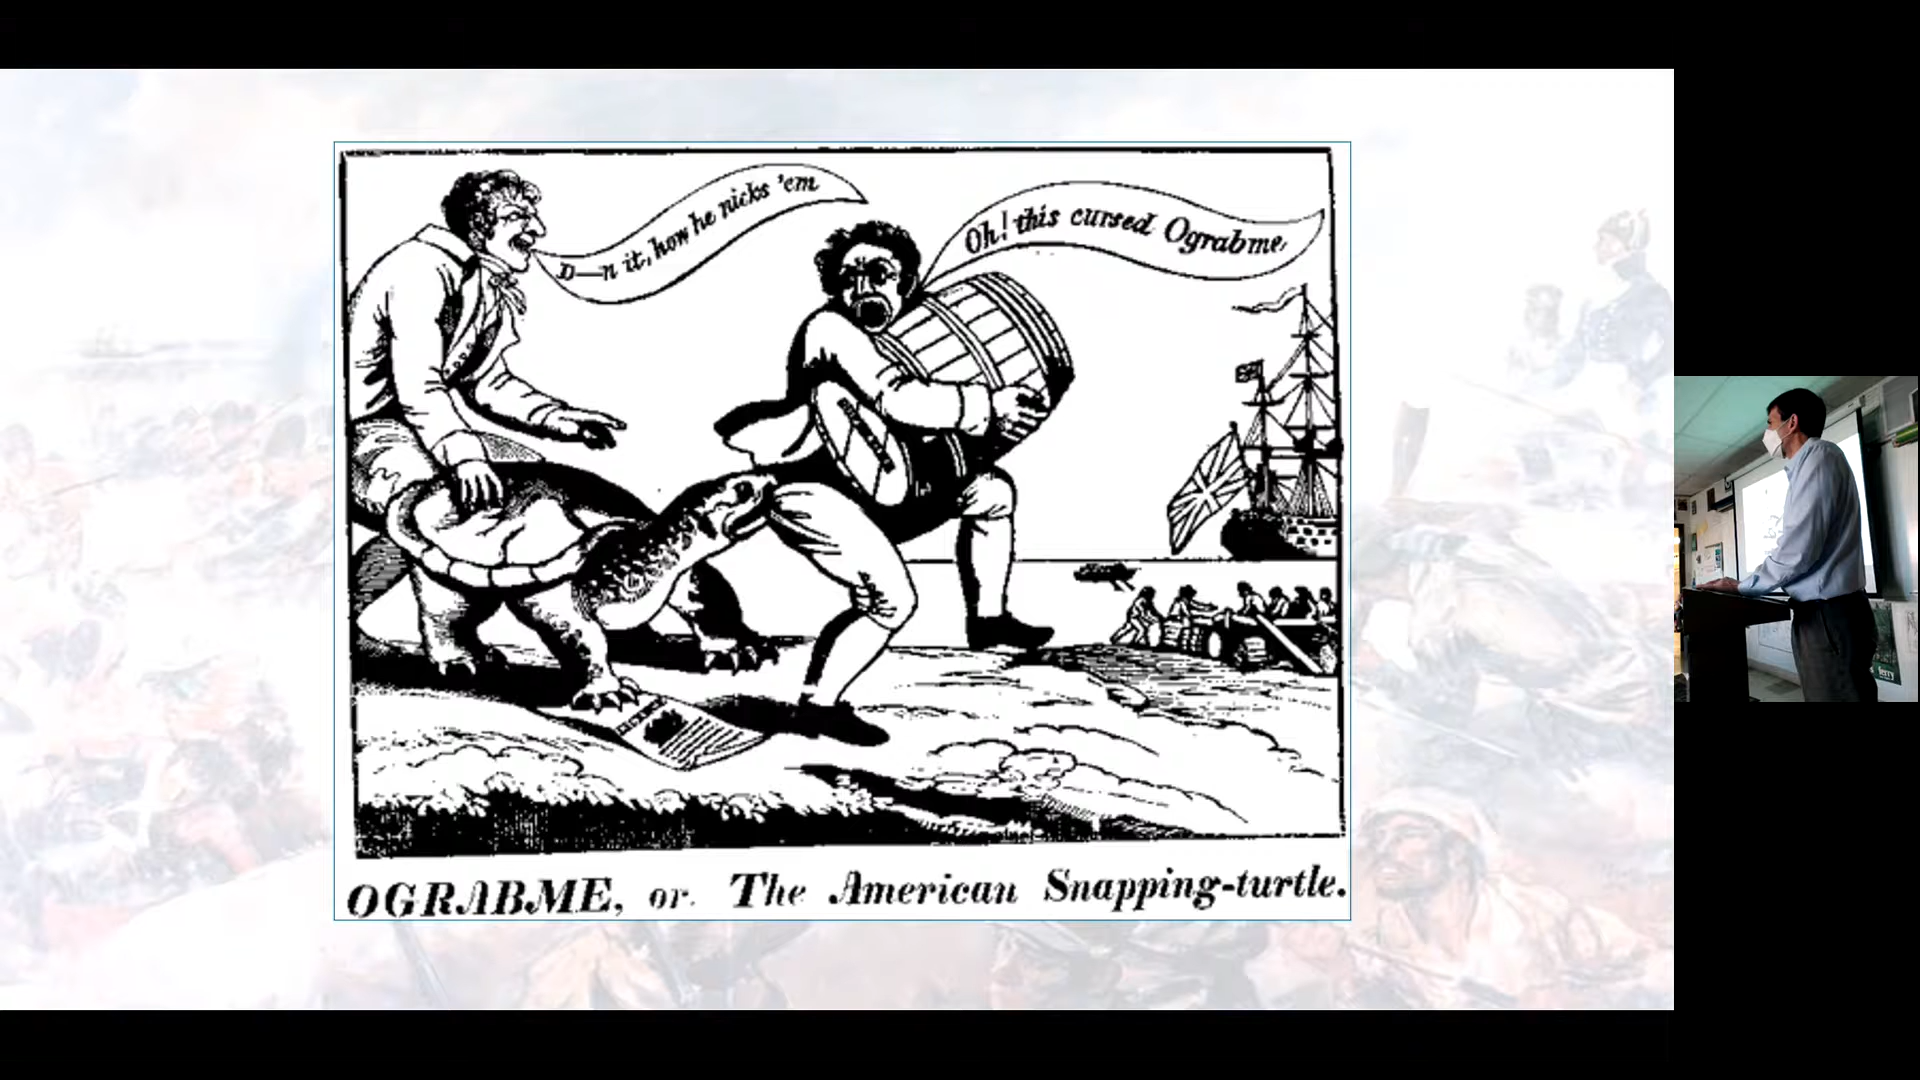 D—n it, how he nicks 'em
Oh! this cursed Ograbme,
OGRABME, or. The American Snapping-turtle.